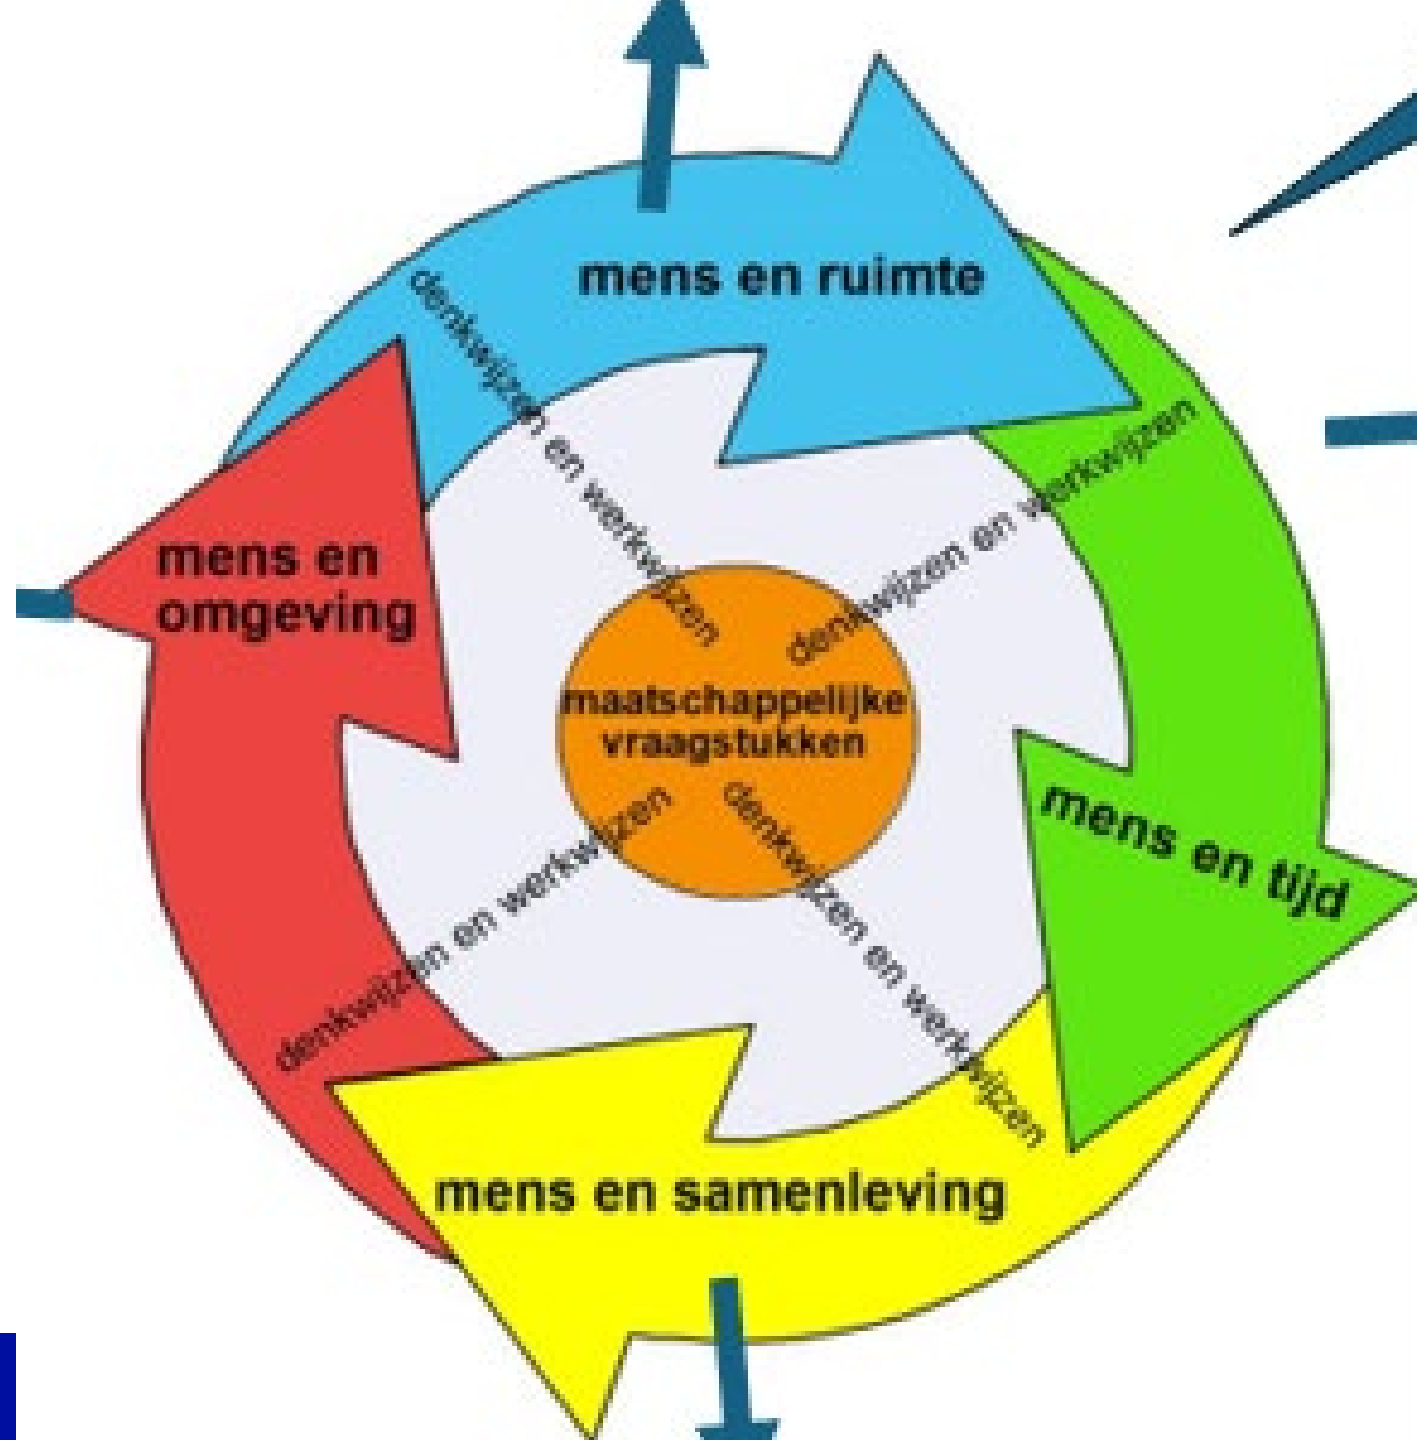 mens en ruimte
denkwijzen en werkwijzen
denkwijzen en werkwijzen
mens en
omgeving
maatschappelijke
vraagstukken
mens en tijd
denkwijzen en werkwijzen
denkwijzen en werkwijzen
mens en samenleving